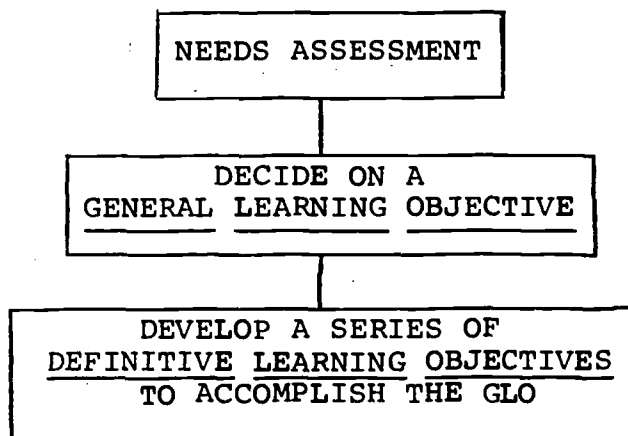 NEEDS ASSESSMENT
DECIDE ON A
GENERAL LEARNING OBJECTIVE
DEVELOP A SERIES OF
DEFINITIVE LEARNING OBJECTIVES
TO ACCOMPLISH THE GLO